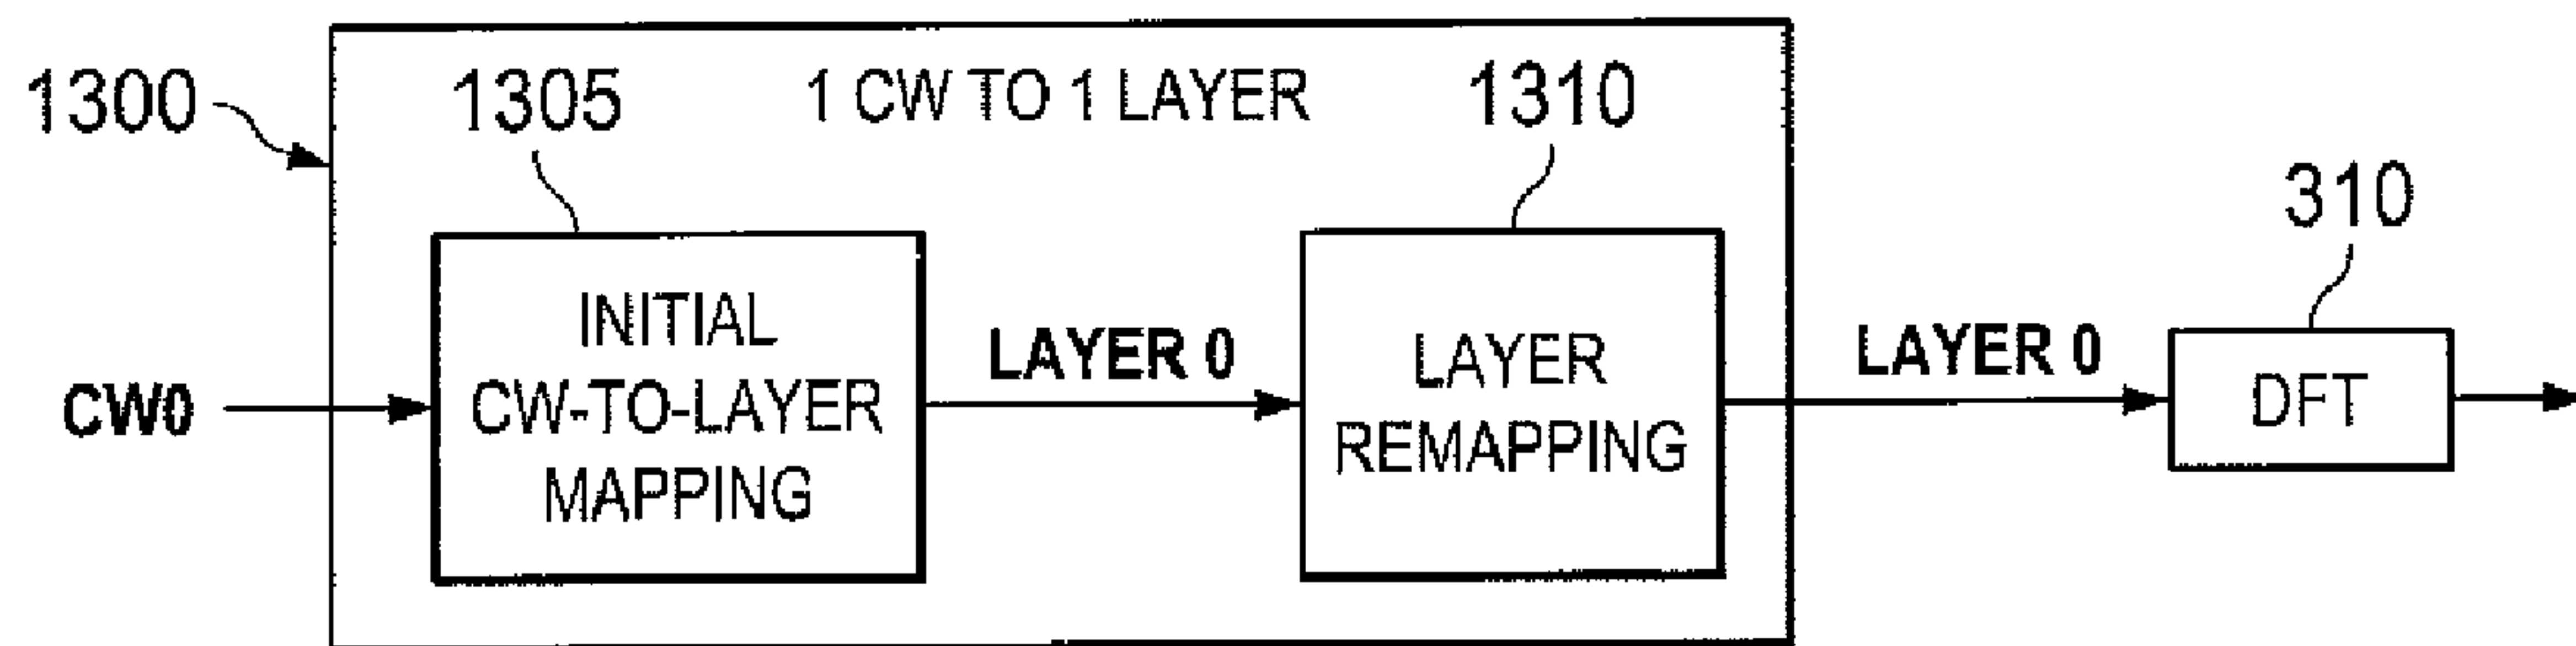 1300
1305
1 CW TO 1 LAYER
1310
310
CW0
INITIAL
CW-TO-LAYER
MAPPING
LAYER 0
LAYER
REMAPPING
LAYER 0
DFT